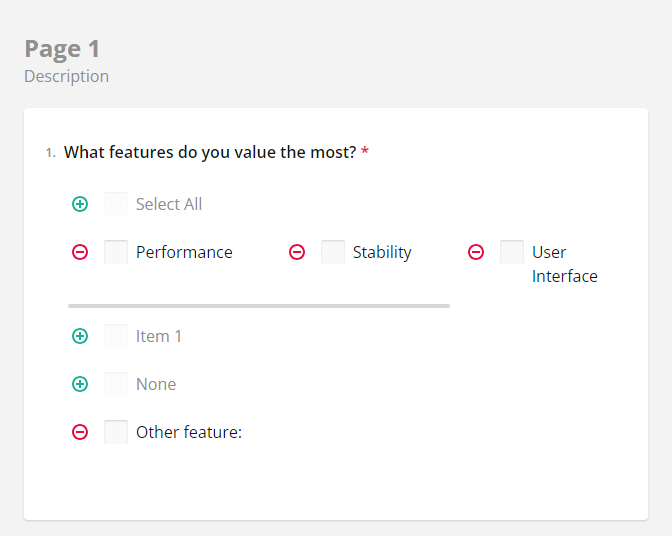 Page 1
Description
1. What features do you value the most? *
Select All
Performance Stability User
Interface
Item 1
None
Other feature: